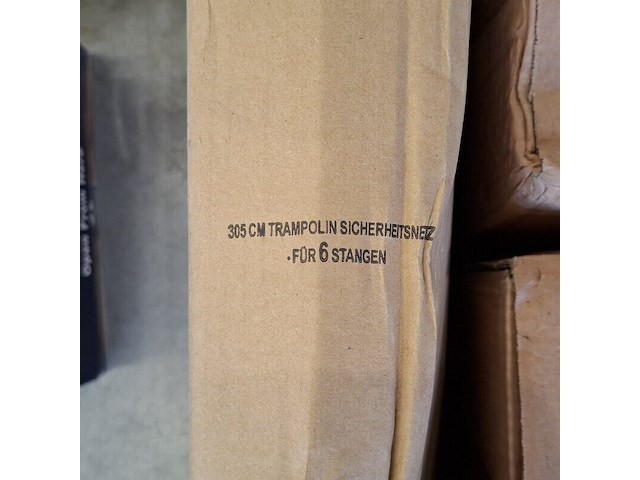 305 CM TRAMPOLIN SICHERHEITSNETZ
•FÜR 6 STANGEN